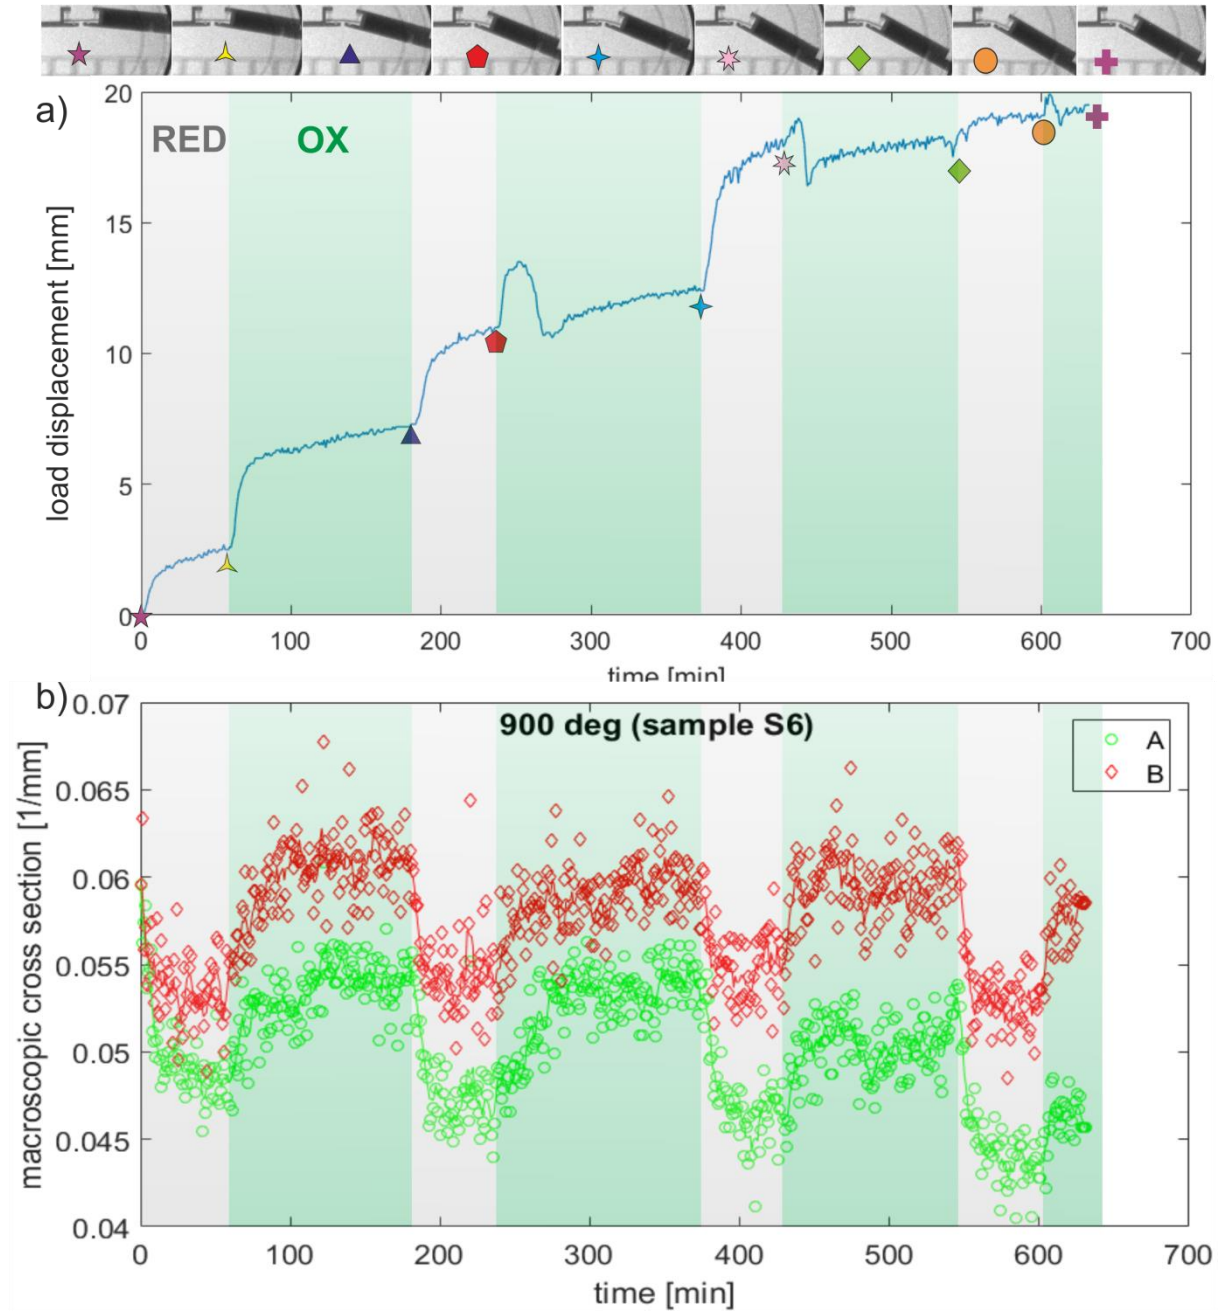 a)
20
15
10
5
0
load displacement [mm]
RED OX
0 100 200 300 400 500 600 700
time [min]
b)
0.07
0.065
0.06
0.055
0.05
0.045
0.04
macroscopic cross section [1/mm]
900 deg (sample S6)
A
B
0 100 200 300 400 500 600 700
time [min]